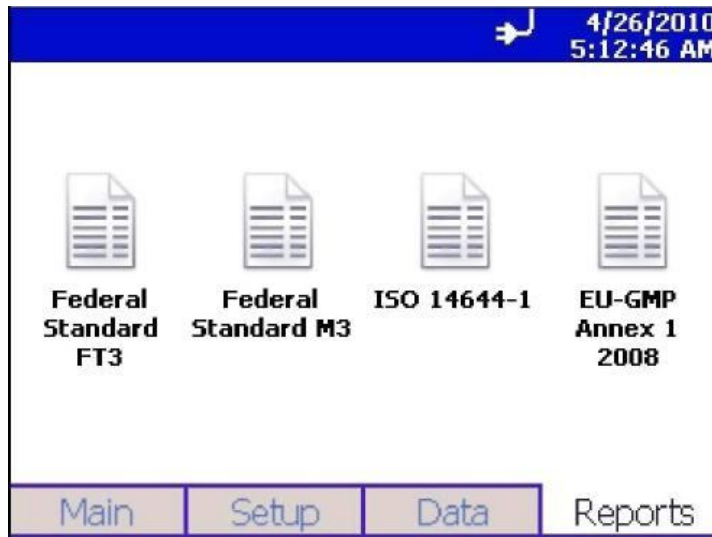 4/26/2010
5:12:46 AM
Federal
Standard
FT3
Federal
Standard M3
ISO 14644-1
EU-GMP
Annex 1
2008
Main
Setup
Data
Reports